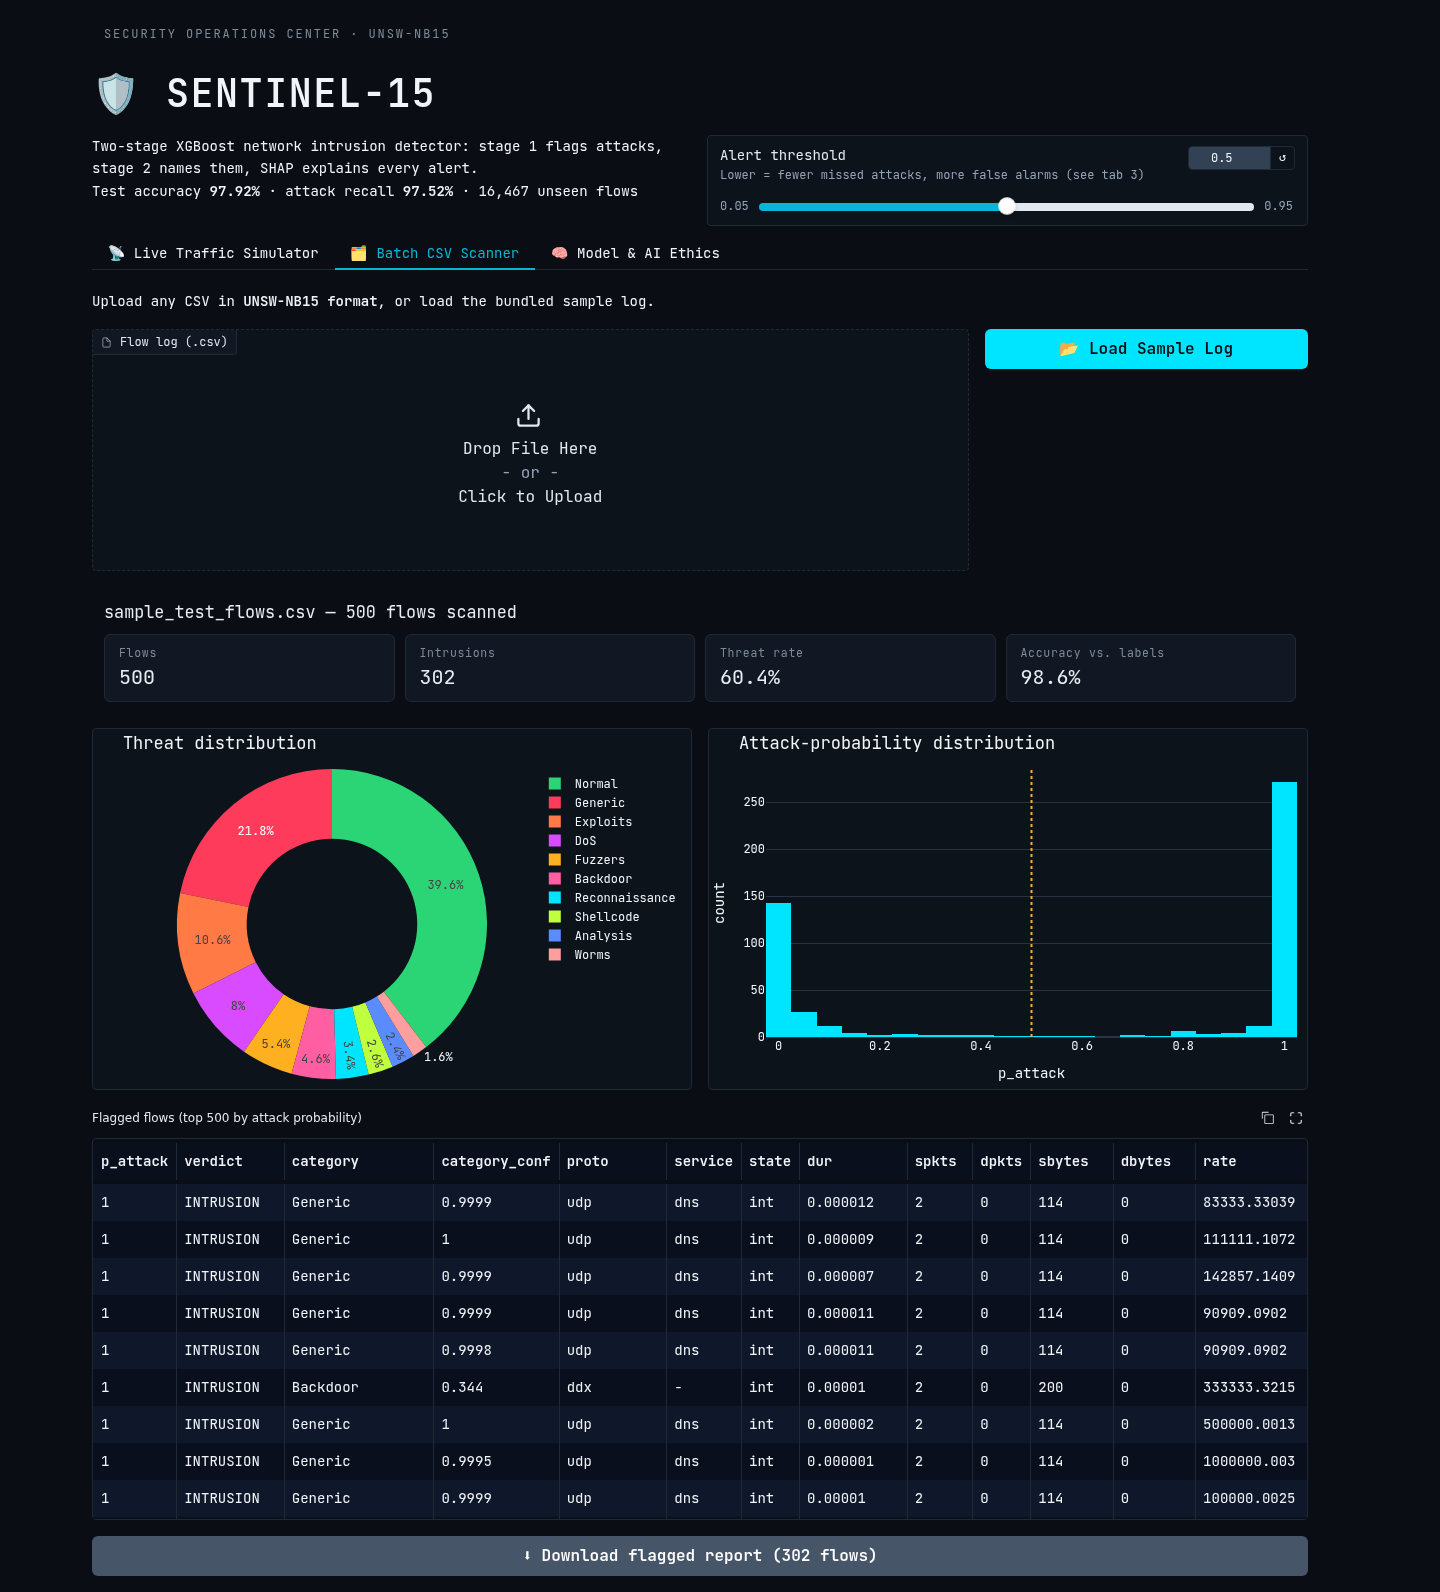 SECURITY OPERATIONS CENTER · UNSW-NB15
🛡️ SENTINEL-15
Two-stage XGBoost network intrusion detector: stage 1 flags attacks,
stage 2 names them, SHAP explains every alert.
Test accuracy 97.92% · attack recall 97.52% · 16,467 unseen flows
Alert threshold
0.5 ↺
Lower = fewer missed attacks, more false alarms (see tab 3)
0.05 0.95
📡 Live Traffic Simulator 🗂️ Batch CSV Scanner 🧠 Model & AI Ethics
Upload any CSV in UNSW-NB15 format, or load the bundled sample log.
Flow log (.csv)
Drop File Here
- or -
Click to Upload
📂 Load Sample Log
sample_test_flows.csv — 500 flows scanned
Flows
500
Intrusions
302
Threat rate
60.4%
Accuracy vs. labels
98.6%
Threat distribution
39.6%
21.8%
10.6%
8%
5.4%
4.6%
3.4%
2.6%
2.4%
1.6%
Normal
Generic
Exploits
DoS
Fuzzers
Backdoor
Reconnaissance
Shellcode
Analysis
Worms
Attack-probability distribution
count
250
200
150
100
50
0
0 0.2 0.4 0.6 0.8 1
p_attack
Flagged flows (top 500 by attack probability)
p_attack verdict category category_conf proto service state dur spkts dpkts sbytes dbytes rate
1 INTRUSION Generic 0.9999 udp dns int 0.000012 2 0 114 0 83333.33039
1 INTRUSION Generic 1 udp dns int 0.000009 2 0 114 0 111111.1072
1 INTRUSION Generic 0.9999 udp dns int 0.000007 2 0 114 0 142857.1409
1 INTRUSION Generic 0.9999 udp dns int 0.000011 2 0 114 0 90909.0902
1 INTRUSION Generic 0.9998 udp dns int 0.000011 2 0 114 0 90909.0902
1 INTRUSION Backdoor 0.344 ddx - int 0.00001 2 0 200 0 333333.3215
1 INTRUSION Generic 1 udp dns int 0.000002 2 0 114 0 500000.0013
1 INTRUSION Generic 0.9995 udp dns int 0.000001 2 0 114 0 1000000.003
1 INTRUSION Generic 0.9999 udp dns int 0.00001 2 0 114 0 100000.0025
⬇ Download flagged report (302 flows)